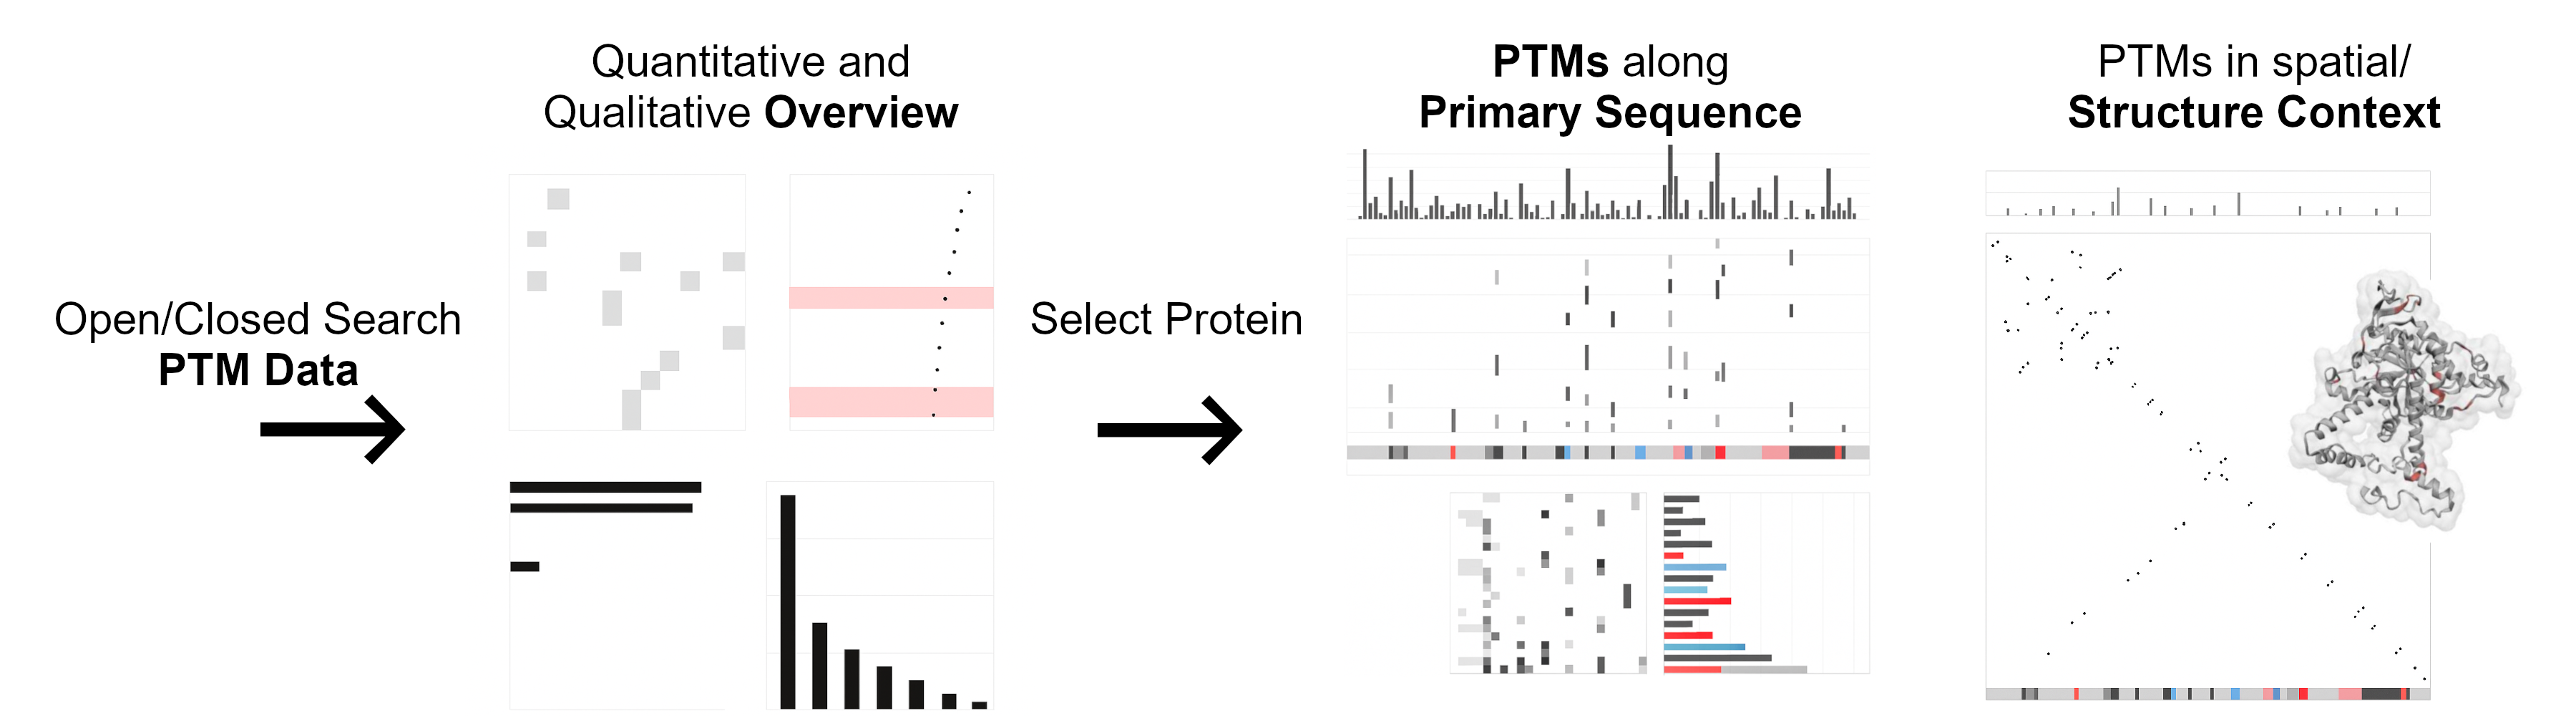 Open/Closed Search
PTM Data
Quantitative and
Qualitative Overview
Select Protein
PTMs along
Primary Sequence
PTMs in spatial/
Structure Context